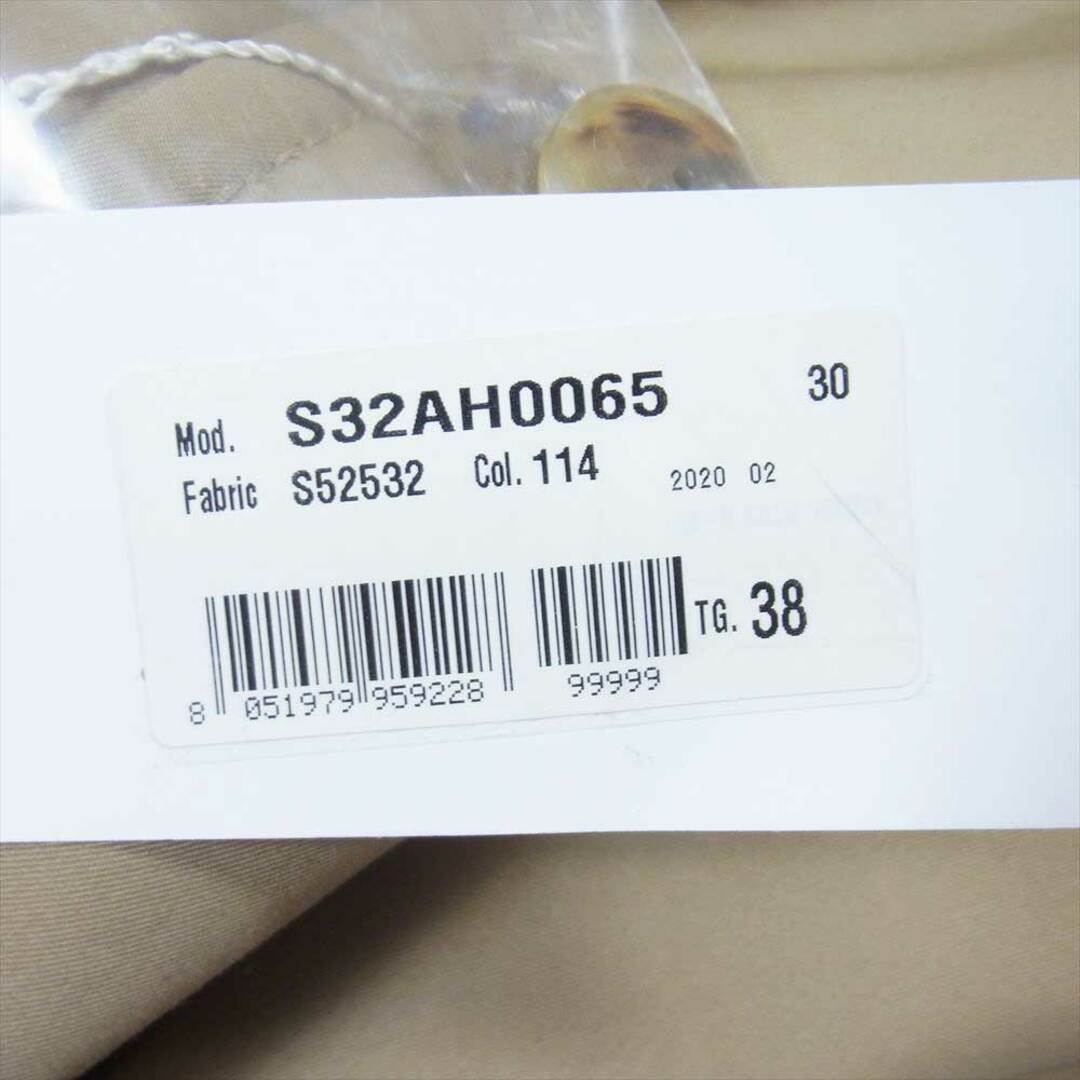 Mod. S32AH0065 30
Fabric S52532 Col. 114 2020 02
TG. 38
8 051979 959228 99999